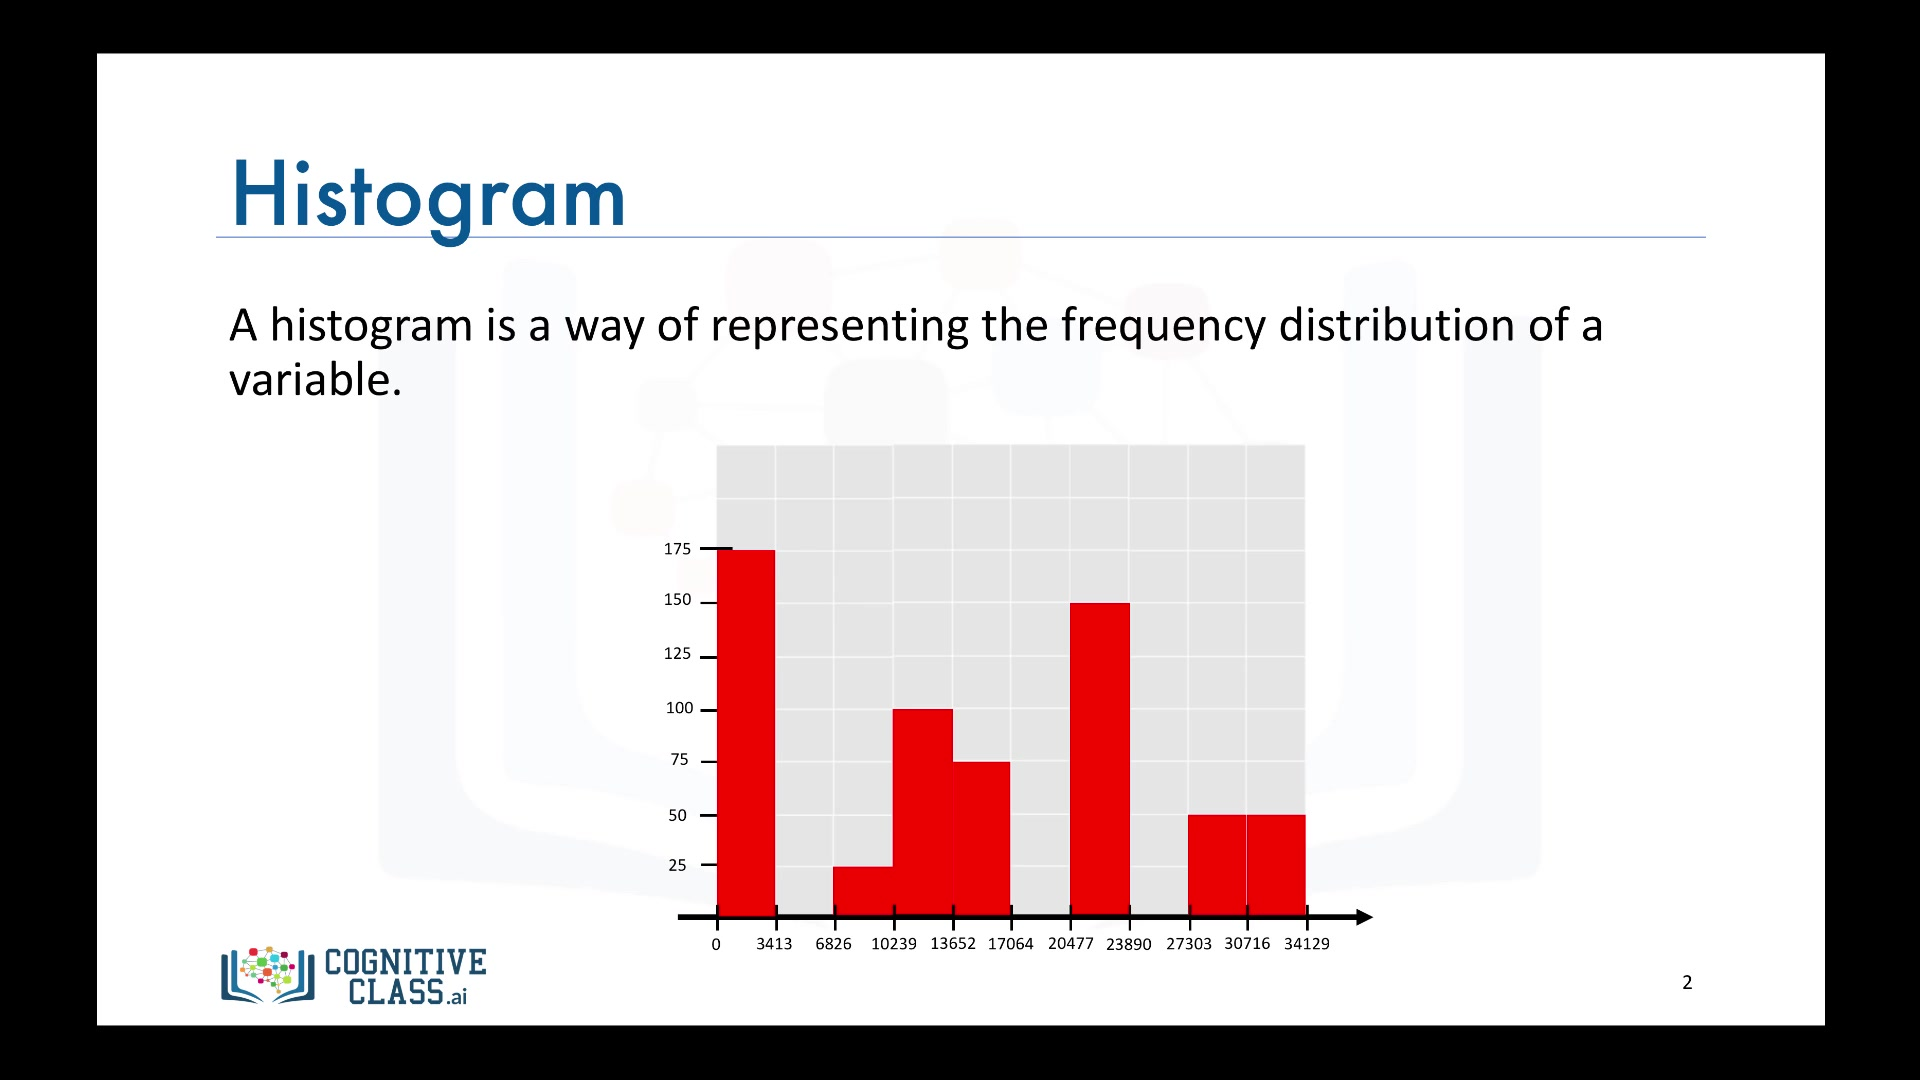 Histogram
A histogram is a way of representing the frequency distribution of a
variable.
175
150
125
100
75
50
25
0 3413 6826 10239 13652 17064 20477 23890 27303 30716 34129
COGNITIVE
CLASS.ai
2